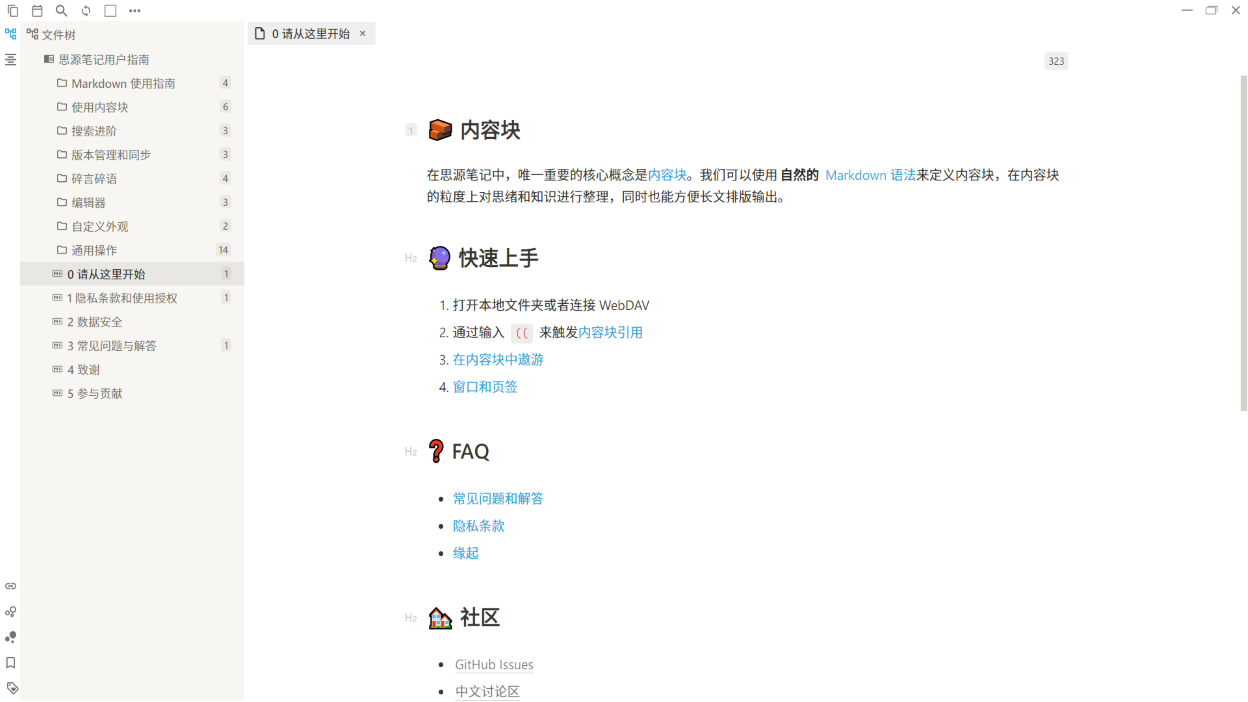 文件树
思源笔记用户指南
Markdown 使用指南 4
使用内容块 6
搜索进阶 3
版本管理和同步 3
碎言碎语 4
编辑器 3
自定义外观 2
通用操作 14
0 请从这里开始 1
1 隐私条款和使用授权 1
2 数据安全
3 常见问题与解答 1
4 致谢
5 参与贡献
0 请从这里开始 ×
323
1 内容块
在思源笔记中，唯一重要的核心概念是内容块。我们可以使用 自然的 Markdown 语法来定义内容块，在内容块
的粒度上对思绪和知识进行整理，同时也能方便长文排版输出。
H2 快速上手
1. 打开本地文件夹或者连接 WebDAV
2. 通过输入 (( 来触发内容块引用
3. 在内容块中遨游
4. 窗口和页签
H2 FAQ
• 常见问题和解答
• 隐私条款
• 缘起
H2 社区
• GitHub Issues
• 中文讨论区